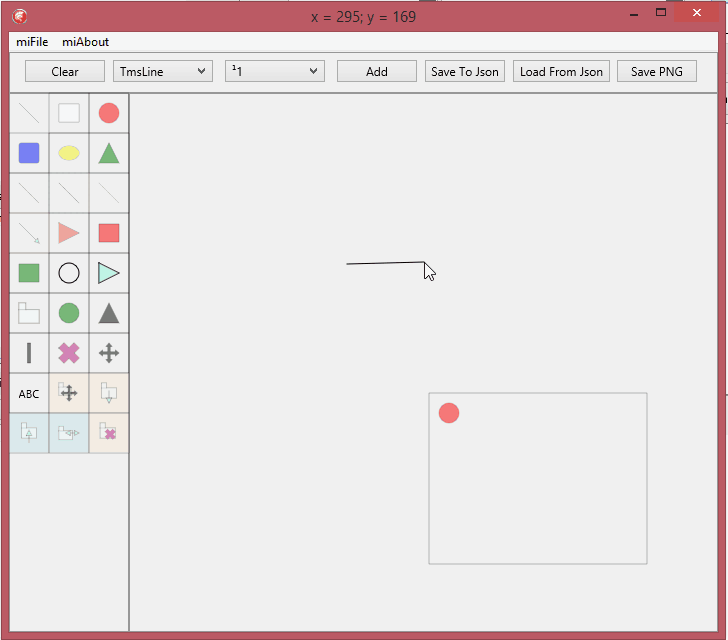 x = 295; y = 169
miFile miAbout
Clear TmsLine ¹1 Add Save To Json Load From Json Save PNG
ABC